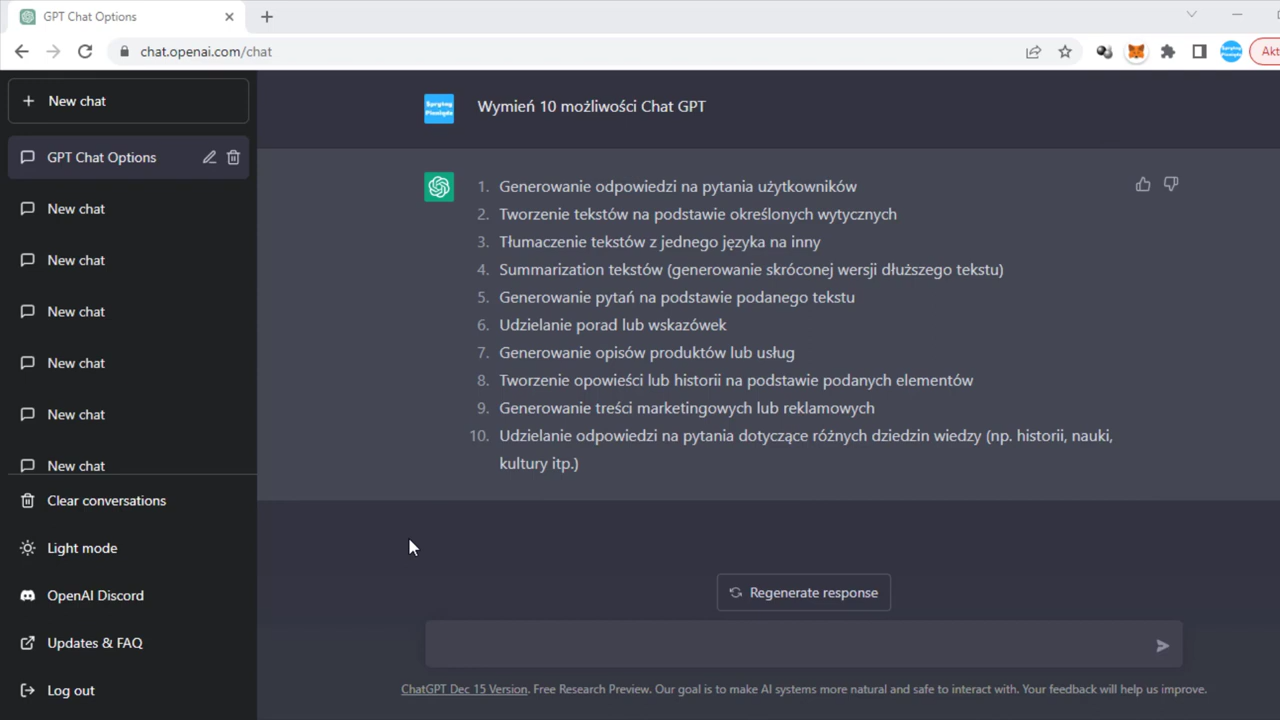 GPT Chat Options
chat.openai.com/chat
Akt
New chat
GPT Chat Options
New chat
New chat
New chat
New chat
New chat
New chat
Clear conversations
Light mode
OpenAI Discord
Updates & FAQ
Log out
Sprytny
Pieniądz
Wymień 10 możliwości Chat GPT
1. Generowanie odpowiedzi na pytania użytkowników
2. Tworzenie tekstów na podstawie określonych wytycznych
3. Tłumaczenie tekstów z jednego języka na inny
4. Summarization tekstów (generowanie skróconej wersji dłuższego tekstu)
5. Generowanie pytań na podstawie podanego tekstu
6. Udzielanie porad lub wskazówek
7. Generowanie opisów produktów lub usług
8. Tworzenie opowieści lub historii na podstawie podanych elementów
9. Generowanie treści marketingowych lub reklamowych
10. Udzielanie odpowiedzi na pytania dotyczące różnych dziedzin wiedzy (np. historii, nauki,
kultury itp.)
Regenerate response
ChatGPT Dec 15 Version. Free Research Preview. Our goal is to make AI systems more natural and safe to interact with. Your feedback will help us improve.